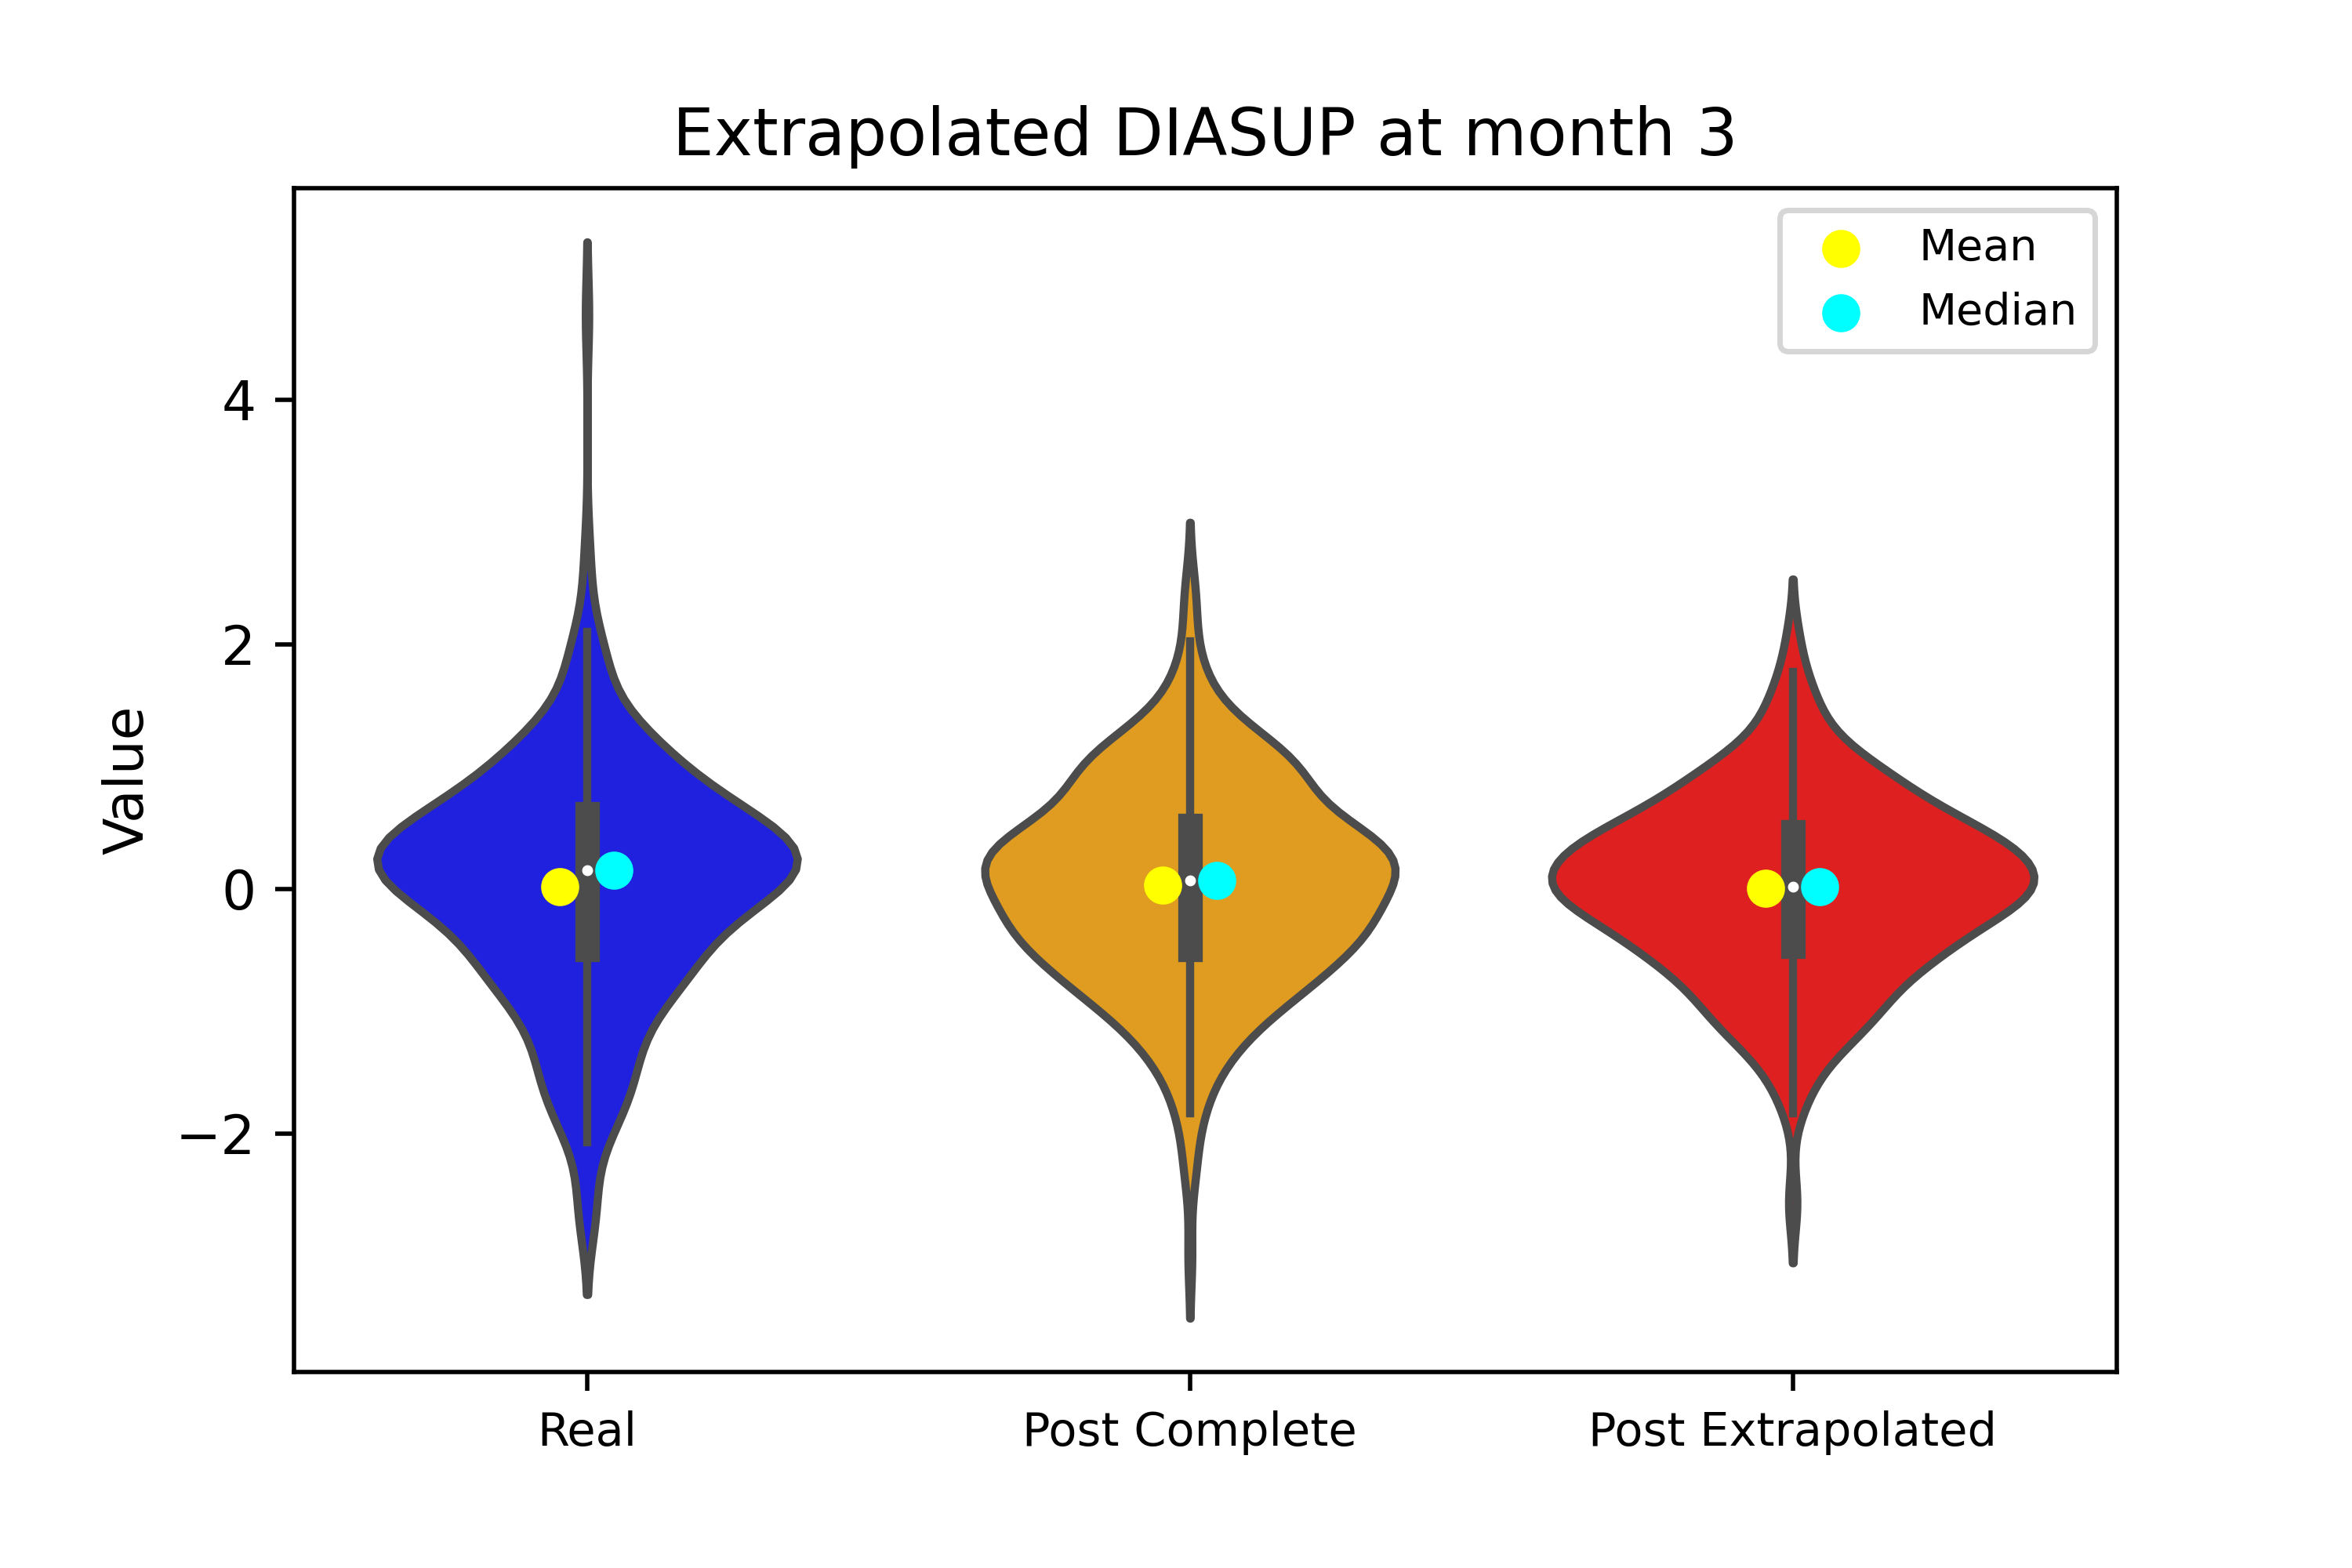 Extrapolated DIASUP at month 3
Mean
Median
4
2
0
−2
Value
Real
Post Complete
Post Extrapolated